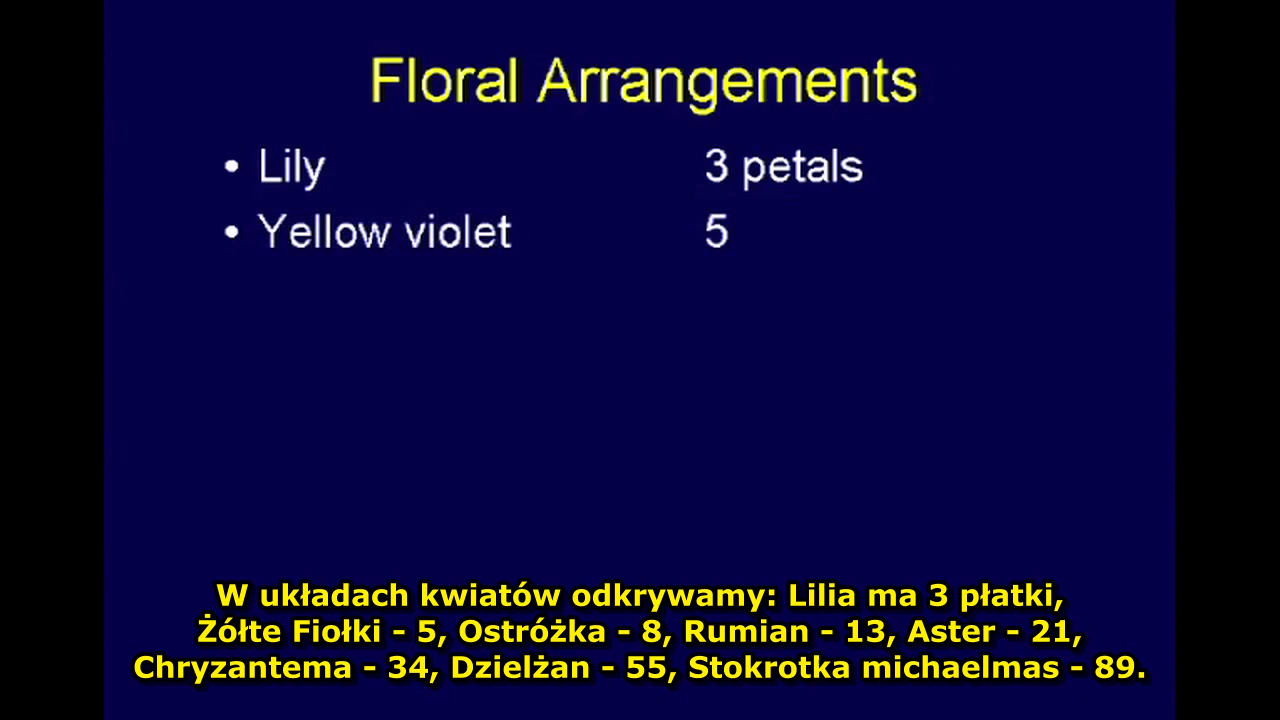 Floral Arrangements
• Lily 3 petals
• Yellow violet 5
W układach kwiatów odkrywamy: Lilia ma 3 płatki,
Żółte Fiołki - 5, Ostróżka - 8, Rumian - 13, Aster - 21,
Chryzantema - 34, Dzielżan - 55, Stokrotka michaelmas - 89.